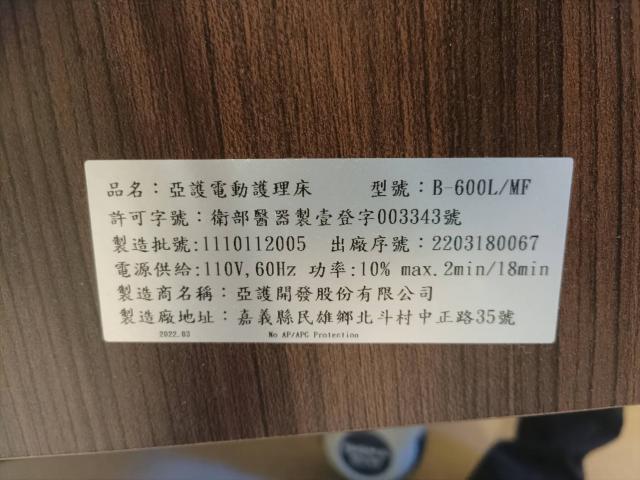 品名：亞護電動護理床 型號：B-600L/MF
許可字號：衛部醫器製壹登字003343號
製造批號：1110112005 出廠序號：2203180067
電源供給：110V,60Hz 功率：10% max.2min/18min
製造商名稱：亞護開發股份有限公司
製造廠地址：嘉義縣民雄鄉北斗村中正路35號
2022.03 No AP/APG Protection